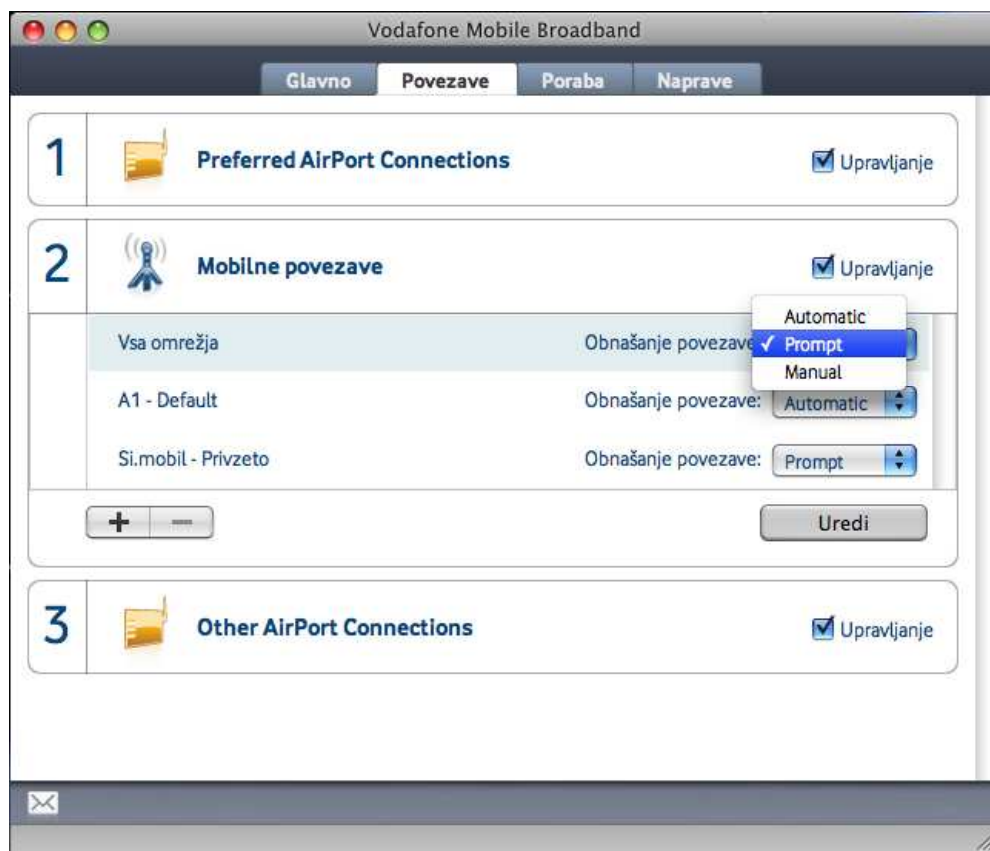 Vodafone Mobile Broadband
Glavno Povezave Poraba Naprave
1 Preferred AirPort Connections Upravljanje
2 Mobilne povezave Upravljanje
Automatic
Vsa omrežja Obnašanje povezave Prompt
Manual
A1 - Default Obnašanje povezave: Automatic
Si.mobil - Privzeto Obnašanje povezave: Prompt
Uredi
3 Other AirPort Connections Upravljanje